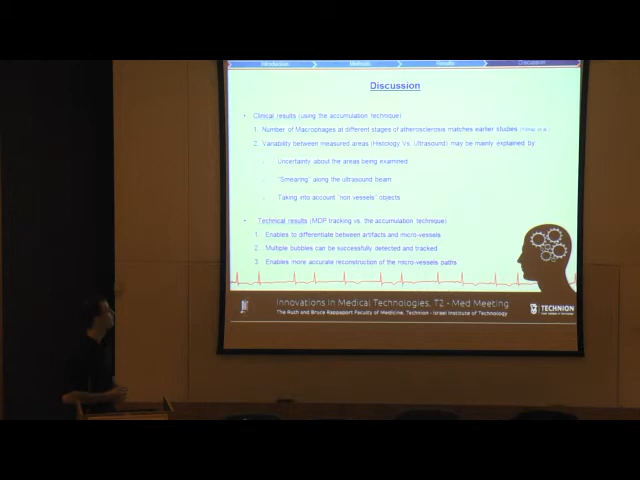 Introduction Methods Results Discussion
Discussion
Clinical results (using the accumulation technique)
1. Number of Macrophages at different stages of atherosclerosis matches earlier studies
2. Variability between measured areas (Histology Vs. Ultrasound) may be mainly explained by:
Uncertainty about the areas being examined
"Smearing" along the ultrasound beam
Taking into account "non vessels" objects
Technical results (MDP tracking vs. the accumulation technique)
1. Enables to differentiate between artifacts and micro-vessels
2. Multiple bubbles can be successfully detected and tracked
3. Enables more accurate reconstruction of the micro-vessels paths
Innovations in Medical Technologies, T2 - Med Meeting
The Ruth and Bruce Rappaport Faculty of Medicine, Technion - Israel Institute of Technology
TECHNION